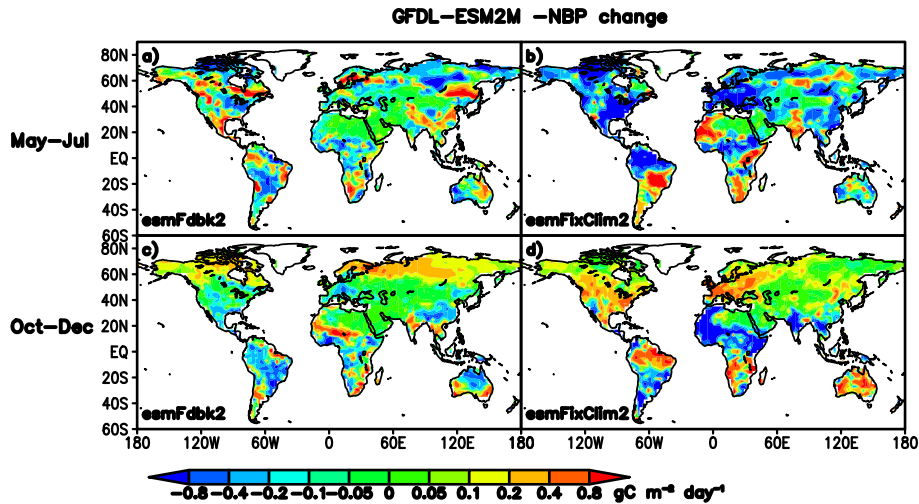 GFDL-ESM2M -NBP change
a)
b)
80N
60N
40N
20N
EQ
20S
40S
60S
May-Jul
esmFdbk2
esmFixClim2
c)
d)
80N
60N
40N
20N
EQ
20S
40S
60S
Oct-Dec
esmFdbk2
esmFixClim2
180 120W 60W 0 60E 120E 180 120W 60W 0 60E 120E 180
-0.8 -0.4 -0.2 -0.1 -0.05 0 0.05 0.1 0.2 0.4 0.8 gC m⁻² day⁻¹